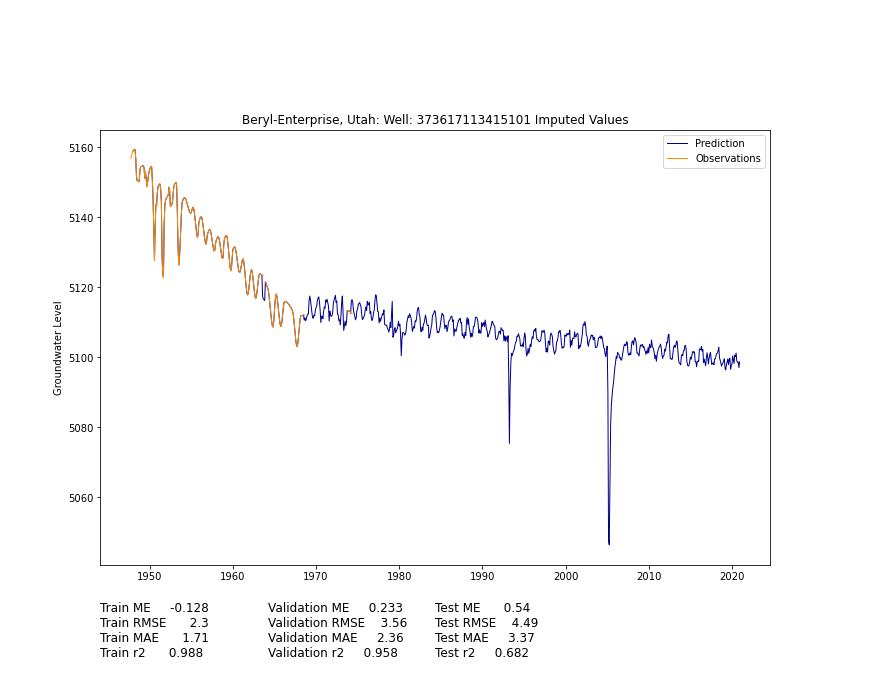 Beryl-Enterprise, Utah: Well: 373617113415101 Imputed Values
Prediction
Observations
Groundwater Level
5160
5140
5120
5100
5080
5060
1950 1960 1970 1980 1990 2000 2010 2020
Train ME -0.128 Validation ME 0.233 Test ME 0.54
Train RMSE 2.3 Validation RMSE 3.56 Test RMSE 4.49
Train MAE 1.71 Validation MAE 2.36 Test MAE 3.37
Train r2 0.988 Validation r2 0.958 Test r2 0.682